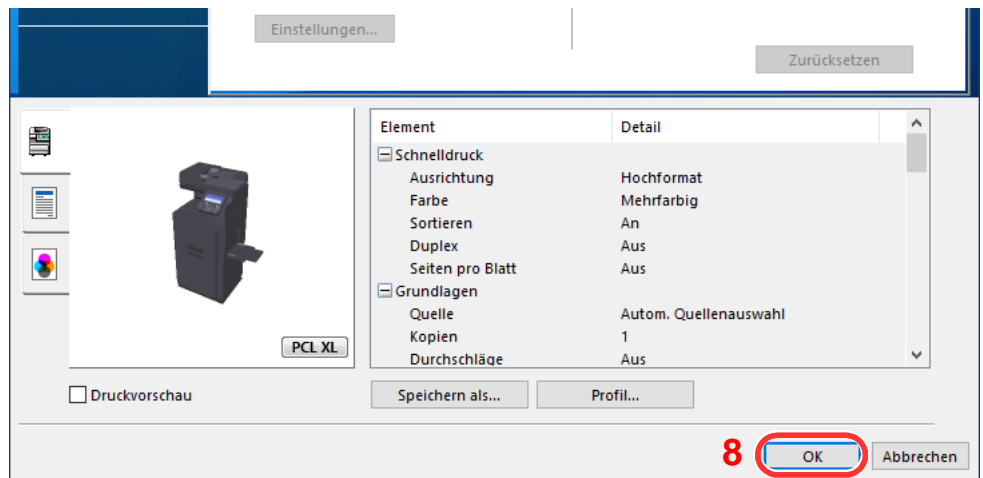 Einstellungen...
Zurücksetzen
Element Detail
Schnelldruck
Ausrichtung Hochformat
Farbe Mehrfarbig
Sortieren An
Duplex Aus
Seiten pro Blatt Aus
Grundlagen
Quelle Autom. Quellenauswahl
Kopien 1
Durchschläge Aus
PCL XL
Druckvorschau Speichern als... Profil...
8 OK Abbrechen